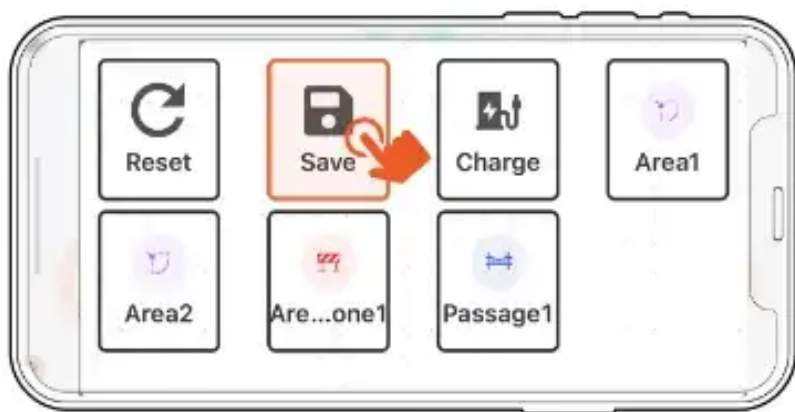 Reset
Save
Charge
Area1
Area2
Are...one1
Passage1